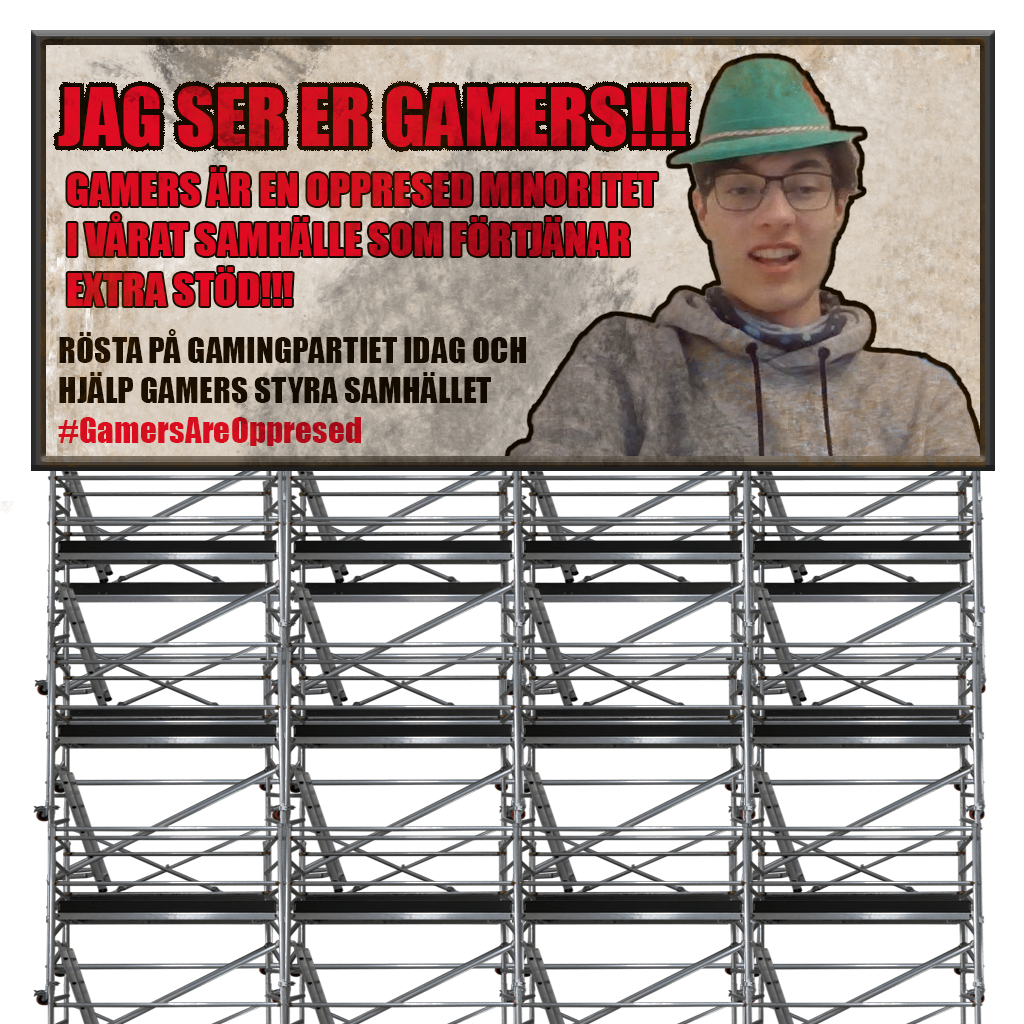 JAG SER ER GAMERS!!!
GAMERS ÄR EN OPPRESED MINORITET
I VÅRAT SAMHÄLLE SOM FÖRTJÄNAR
EXTRA STÖD!!!
RÖSTA PÅ GAMINGPARTIET IDAG OCH
HJÄLP GAMERS STYRA SAMHÄLLET
#GamersAreOppresed